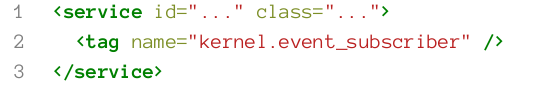 1 <service id="..." class="...">
2   <tag name="kernel.event_subscriber" />
3 </service>